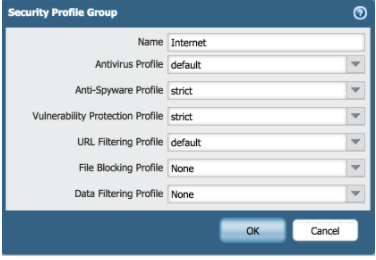 Security Profile Group
Name Internet
Antivirus Profile default
Anti-Spyware Profile strict
Vulnerability Protection Profile strict
URL Filtering Profile default
File Blocking Profile None
Data Filtering Profile None
OK Cancel